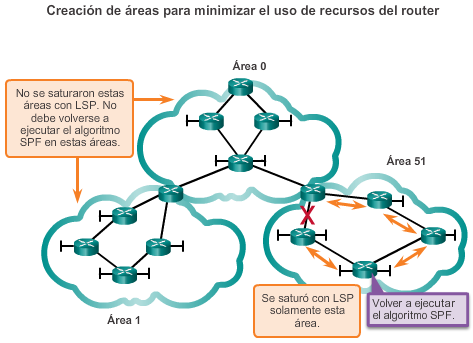 Creación de áreas para minimizar el uso de recursos del router
Área 0
No se saturaron estas
áreas con LSP. No
debe volverse a
ejecutar el algoritmo
SPF en estas áreas.
Área 51
Área 1
Se saturó con LSP
solamente esta
área.
Volver a ejecutar
el algoritmo SPF.